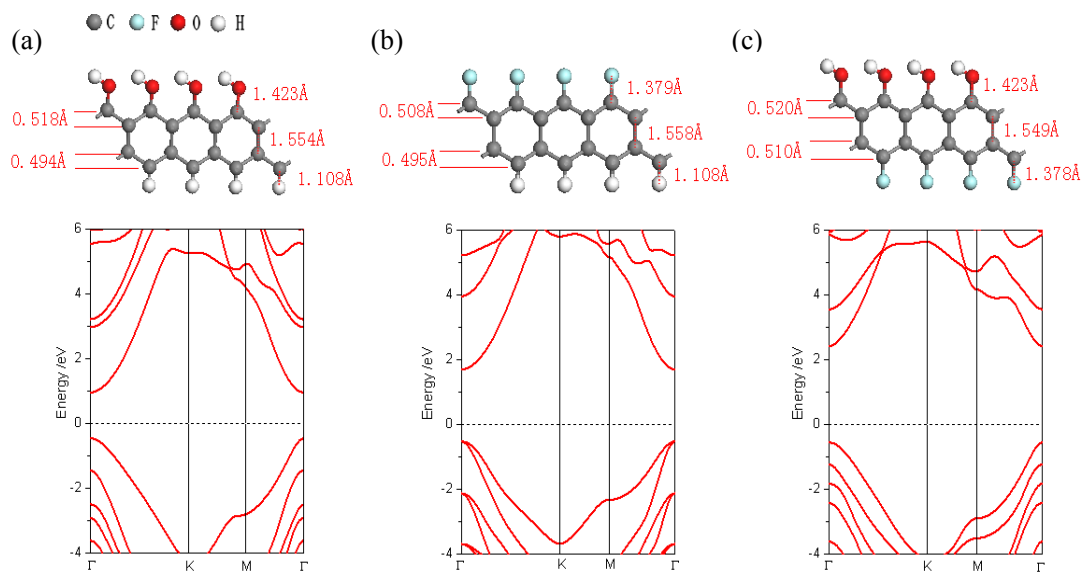 C F O H
(a) (b) (c)
1.423Å
0.518Å
1.554Å
0.494Å
1.108Å
1.379Å
0.508Å
1.558Å
0.495Å
1.108Å
1.423Å
0.520Å
1.549Å
0.510Å
1.378Å
Energy /eV
6
4
2
0
-2
-4
Γ K M Γ
Energy /eV
6
4
2
0
-2
-4
Γ K M Γ
Energy /eV
6
4
2
0
-2
-4
Γ K M Γ